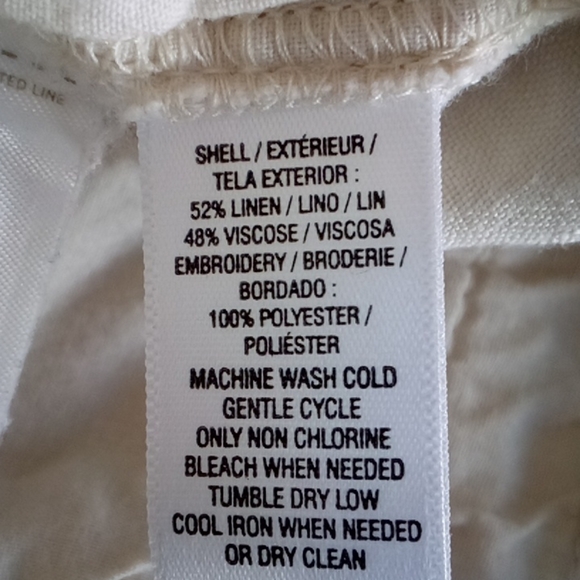 TED LINE
SHELL / EXTÉRIEUR /
TELA EXTERIOR :
52% LINEN / LINO / LIN
48% VISCOSE / VISCOSA
EMBROIDERY / BRODERIE /
BORDADO :
100% POLYESTER /
POLIÉSTER
MACHINE WASH COLD
GENTLE CYCLE
ONLY NON CHLORINE
BLEACH WHEN NEEDED
TUMBLE DRY LOW
COOL IRON WHEN NEEDED
OR DRY CLEAN